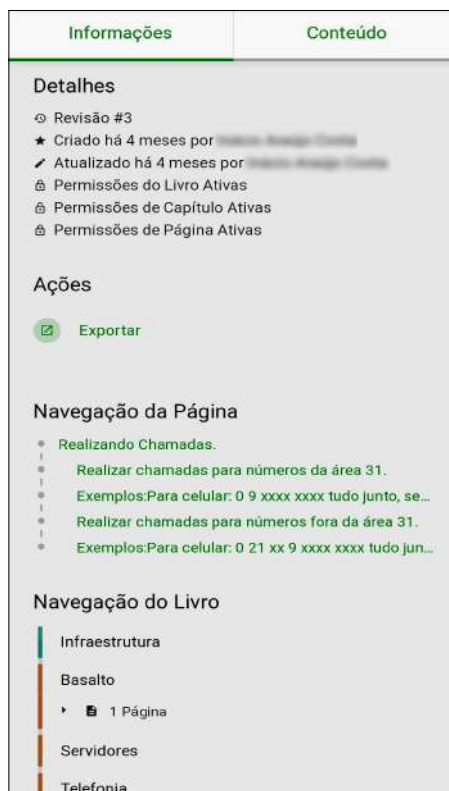 Informações
Conteúdo
Detalhes
Revisão #3
Criado há 4 meses por
Atualizado há 4 meses por
Permissões do Livro Ativas
Permissões de Capítulo Ativas
Permissões de Página Ativas
Ações
Exportar
Navegação da Página
Realizando Chamadas.
Realizar chamadas para números da área 31.
Exemplos:Para celular: 0 9 xxxx xxxx tudo junto, se...
Realizar chamadas para números fora da área 31.
Exemplos:Para celular: 0 21 xx 9 xxxx xxxx tudo jun...
Navegação do Livro
Infraestrutura
Basalto
1 Página
Servidores
Telefonia